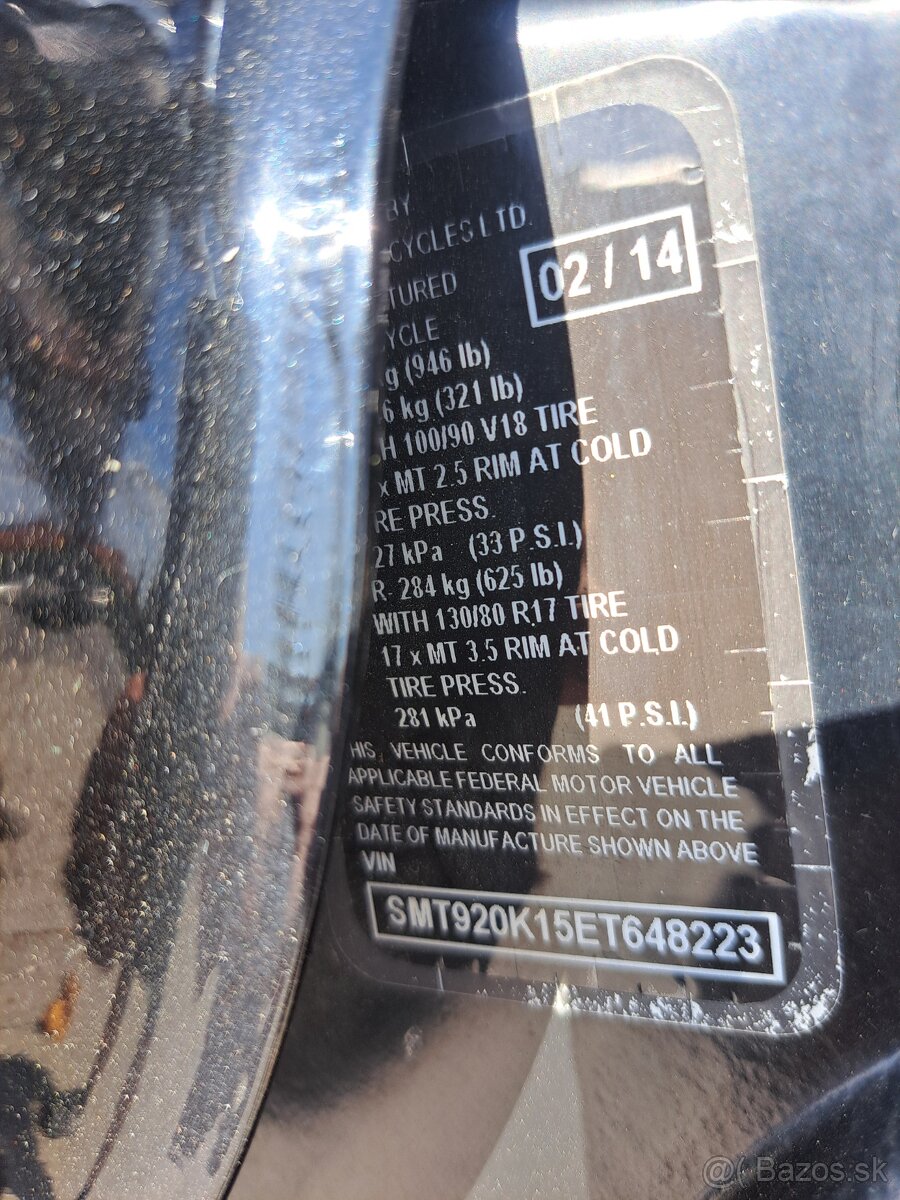 BY
CYCLES LTD.
02 / 14
TURED
YCLE
g (946 lb)
6 kg (321 lb)
H 100/90 V18 TIRE
x MT 2.5 RIM AT COLD
RE PRESS.
27 kPa (33 P.S.I.)
R- 284 kg (625 lb)
WITH 130/80 R17 TIRE
17 x MT 3.5 RIM AT COLD
TIRE PRESS.
281 kPa (41 P.S.I.)
HIS VEHICLE CONFORMS TO ALL
APPLICABLE FEDERAL MOTOR VEHICLE
SAFETY STANDARDS IN EFFECT ON THE
DATE OF MANUFACTURE SHOWN ABOVE
VIN
SMT920K15ET648223
@( Bazos.sk